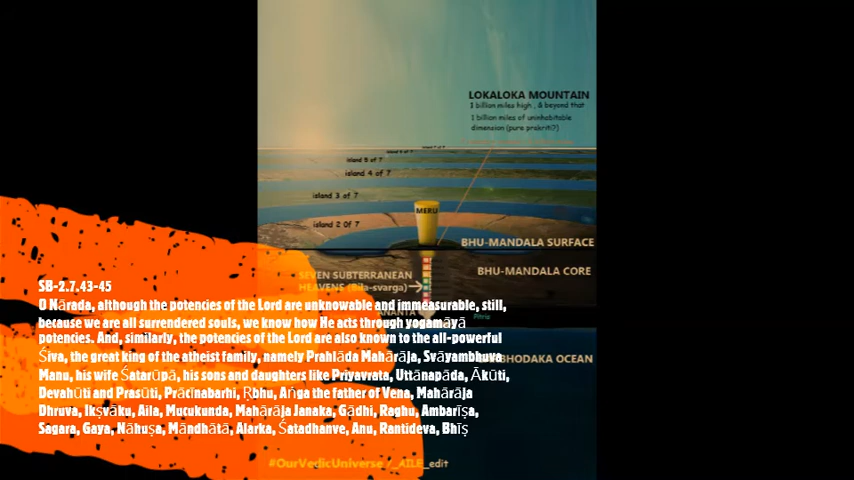 LOKALOKA MOUNTAIN
1 billion miles high , & beyond that
1 billion miles of uninhabitable
dimension (pure prakriti?)
island 5 of 7
island 4 of 7
island 3 of 7
MERU
island 2 0f 7
BHU-MANDALA SURFACE
BHU-MANDALA CORE
SEVEN SUBTERRANEAN
HEAVENS (Bila-svarga)
ANANTA
Pitris
BHODAKA OCEAN
SB-2.7.43-45
O Nārada, although the potencies of the Lord are unknowable and immeasurable, still,
because we are all surrendered souls, we know how He acts through yogamāyā
potencies. And, similarly, the potencies of the Lord are also known to the all-powerful
Śiva, the great king of the atheist family, namely Prahlāda Mahārāja, Svāyambhuva
Manu, his wife Śatarūpā, his sons and daughters like Priyavrata, Uttānapāda, Ākūti,
Devahūti and Prasūti, Prācīnabarhi, Ṛbhu, Aṅga the father of Vena, Mahārāja
Dhruva, Ikṣvāku, Aila, Mucukunda, Mahārāja Janaka, Gādhi, Raghu, Ambarīṣa,
Sagara, Gaya, Nāhuṣa, Māndhātā, Alarka, Śatadhanve, Anu, Rantideva, Bhīṣ
#OurVedicUniverse /_AILE_edit